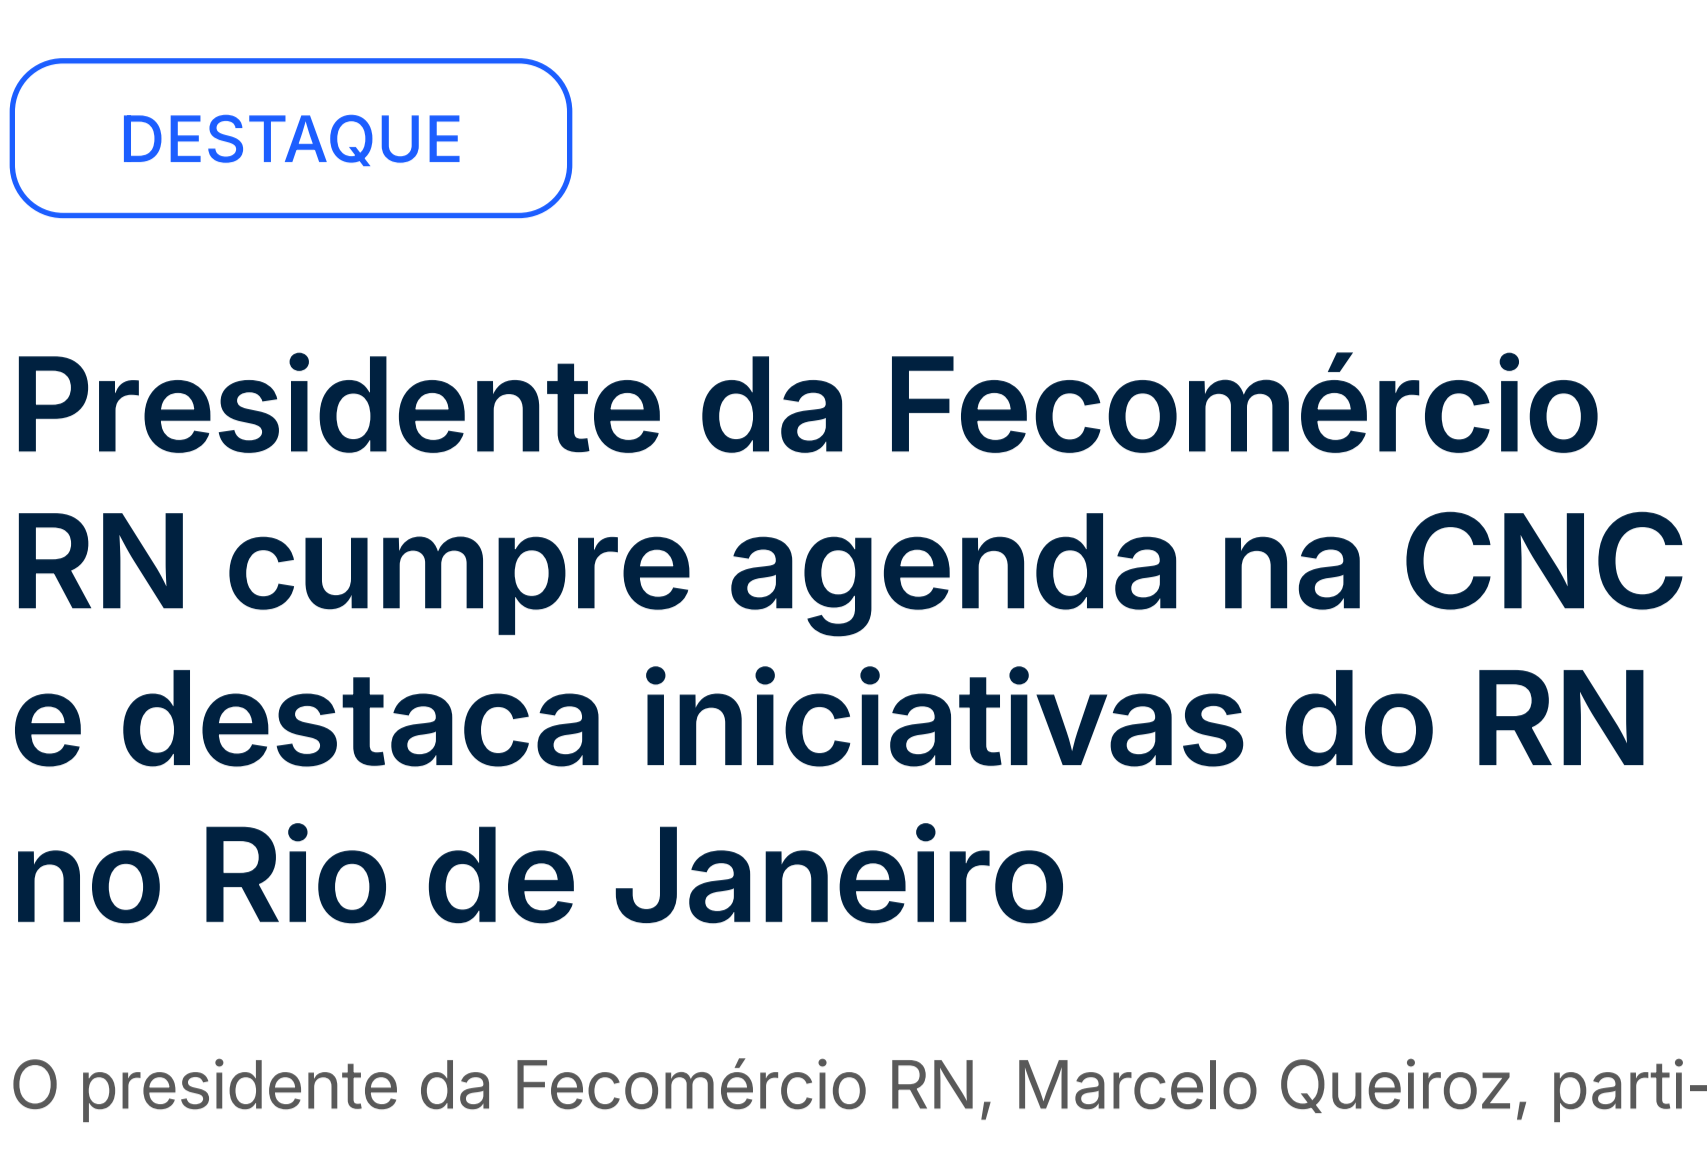 DESTAQUE
Presidente da Fecomércio
RN cumpre agenda na CNC
e destaca iniciativas do RN
no Rio de Janeiro
O presidente da Fecomércio RN, Marcelo Queiroz, parti-